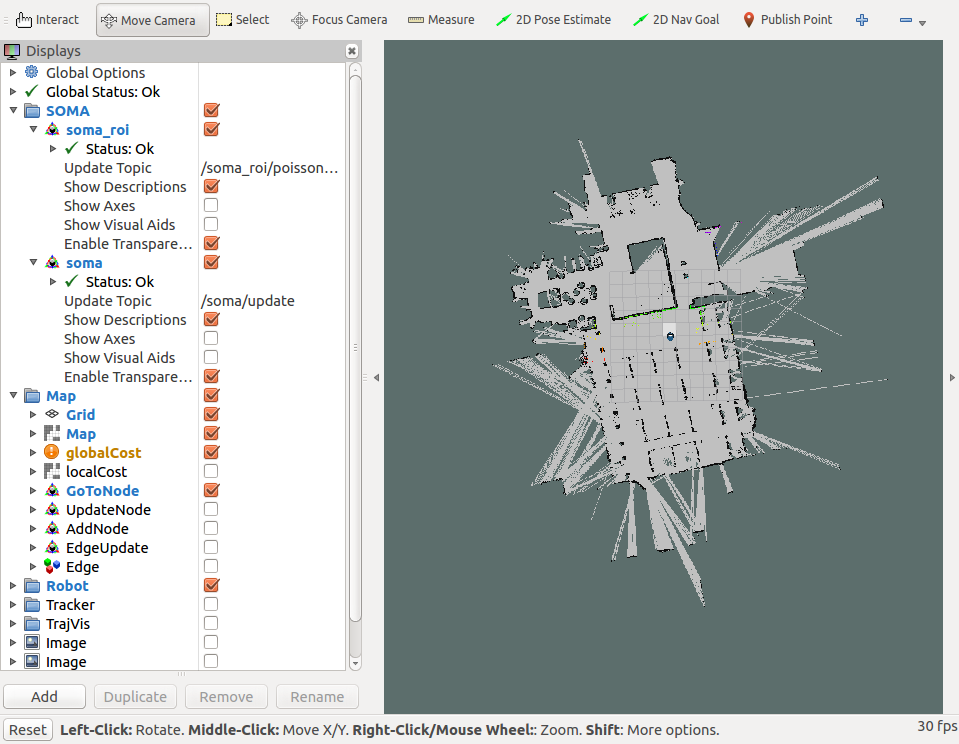 Interact Move Camera Select Focus Camera Measure 2D Pose Estimate 2D Nav Goal Publish Point
Displays
Global Options
Global Status: Ok
SOMA
soma_roi
Status: Ok
Update Topic /soma_roi/poisson...
Show Descriptions
Show Axes
Show Visual Aids
Enable Transpare...
soma
Status: Ok
Update Topic /soma/update
Show Descriptions
Show Axes
Show Visual Aids
Enable Transpare...
Map
Grid
Map
globalCost
localCost
GoToNode
UpdateNode
AddNode
EdgeUpdate
Edge
Robot
Tracker
TrajVis
Image
Image
Add Duplicate Remove Rename
Reset Left-Click: Rotate. Middle-Click: Move X/Y. Right-Click/Mouse Wheel:: Zoom. Shift: More options. 30 fps